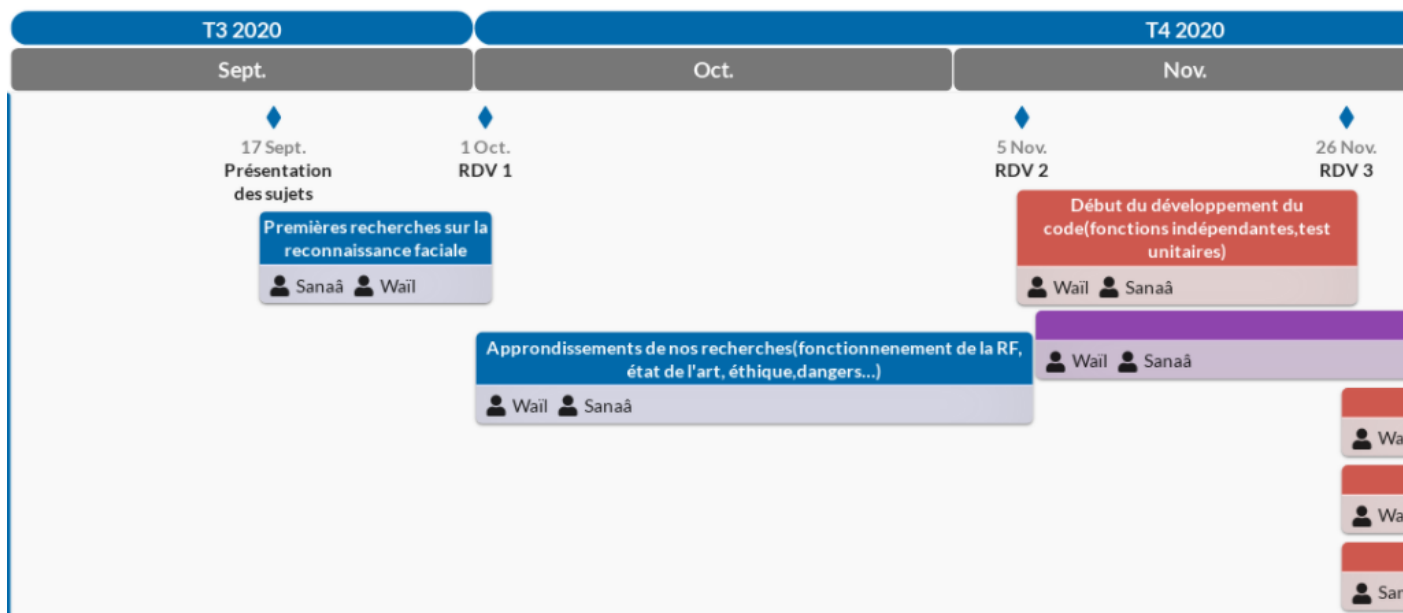 T3 2020
T4 2020
Sept.
Oct.
Nov.
17 Sept.
Présentation
des sujets
1 Oct.
RDV 1
5 Nov.
RDV 2
26 Nov.
RDV 3
Premières recherches sur la
reconnaissance faciale
Sanaâ Waïl
Début du développement du
code(fonctions indépendantes,test
unitaires)
Waïl Sanaâ
Approndissements de nos recherches(fonctionnenement de la RF,
état de l'art, éthique,dangers...)
Waïl Sanaâ
Waïl Sanaâ
Wa
Wa
San